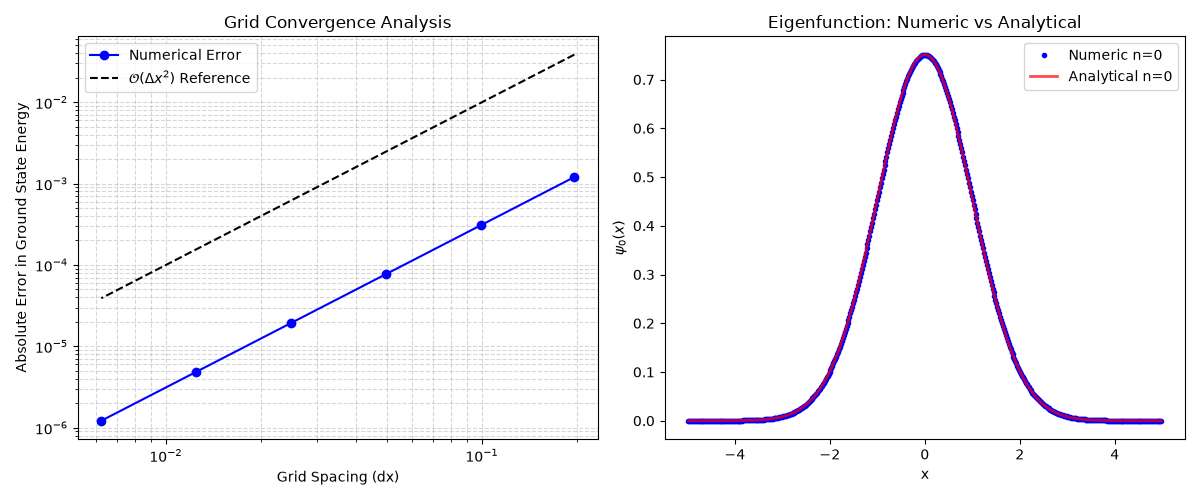 Grid Convergence Analysis
Numerical Error
𝒪(Δx²) Reference
Absolute Error in Ground State Energy
10⁻²
10⁻³
10⁻⁴
10⁻⁵
10⁻⁶
10⁻² 10⁻¹
Grid Spacing (dx)
Eigenfunction: Numeric vs Analytical
Numeric n=0
Analytical n=0
ψ₀(x)
0.7
0.6
0.5
0.4
0.3
0.2
0.1
0.0
−4 −2 0 2 4
x